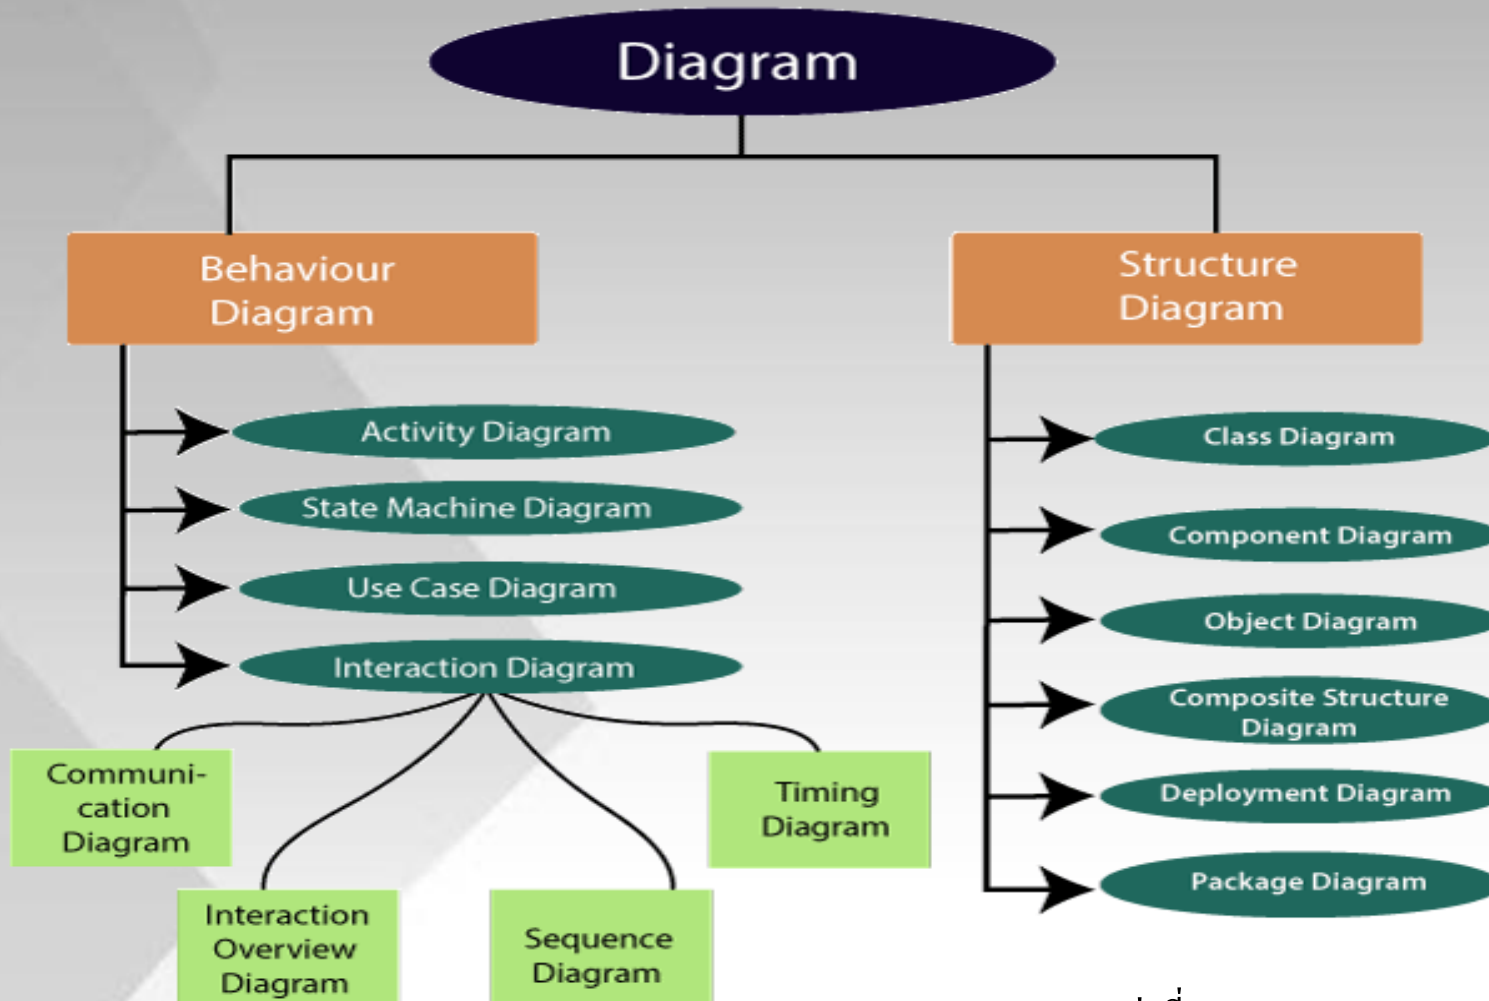 Diagram
Behaviour
Diagram
Activity Diagram
State Machine Diagram
Use Case Diagram
Interaction Diagram
Communi-
cation
Diagram
Interaction
Overview
Diagram
Sequence
Diagram
Timing
Diagram
Structure
Diagram
Class Diagram
Component Diagram
Object Diagram
Composite Structure
Diagram
Deployment Diagram
Package Diagram